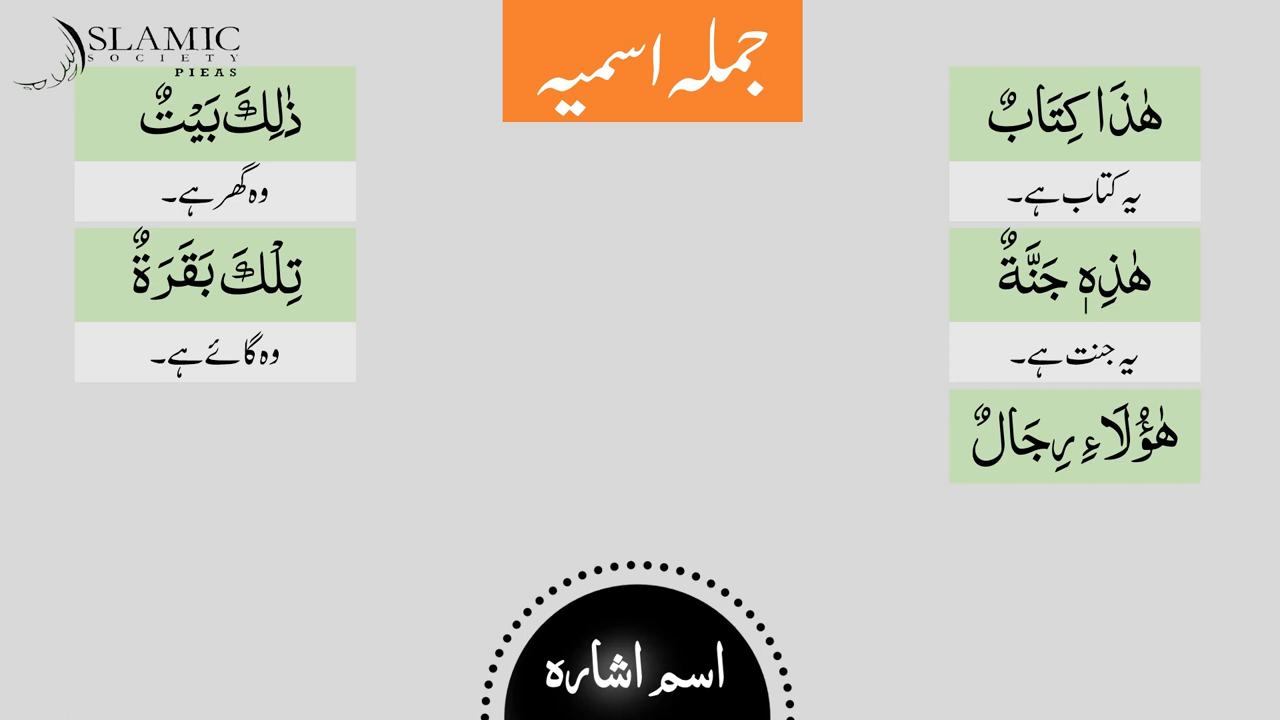 ISLAMIC
SOCIETY
PIEAS
جملہ اسمیہ
هٰذَا كِتَابٌ
یہ کتاب ہے۔
هٰذِهٖ جَنَّةٌ
یہ جنت ہے۔
هٰؤُلَاءِ رِجَالٌ
ذٰلِكَ بَيْتٌ
وہ گھر ہے۔
تِلْكَ بَقَرَةٌ
وہ گائے ہے۔
اسم اشارہ